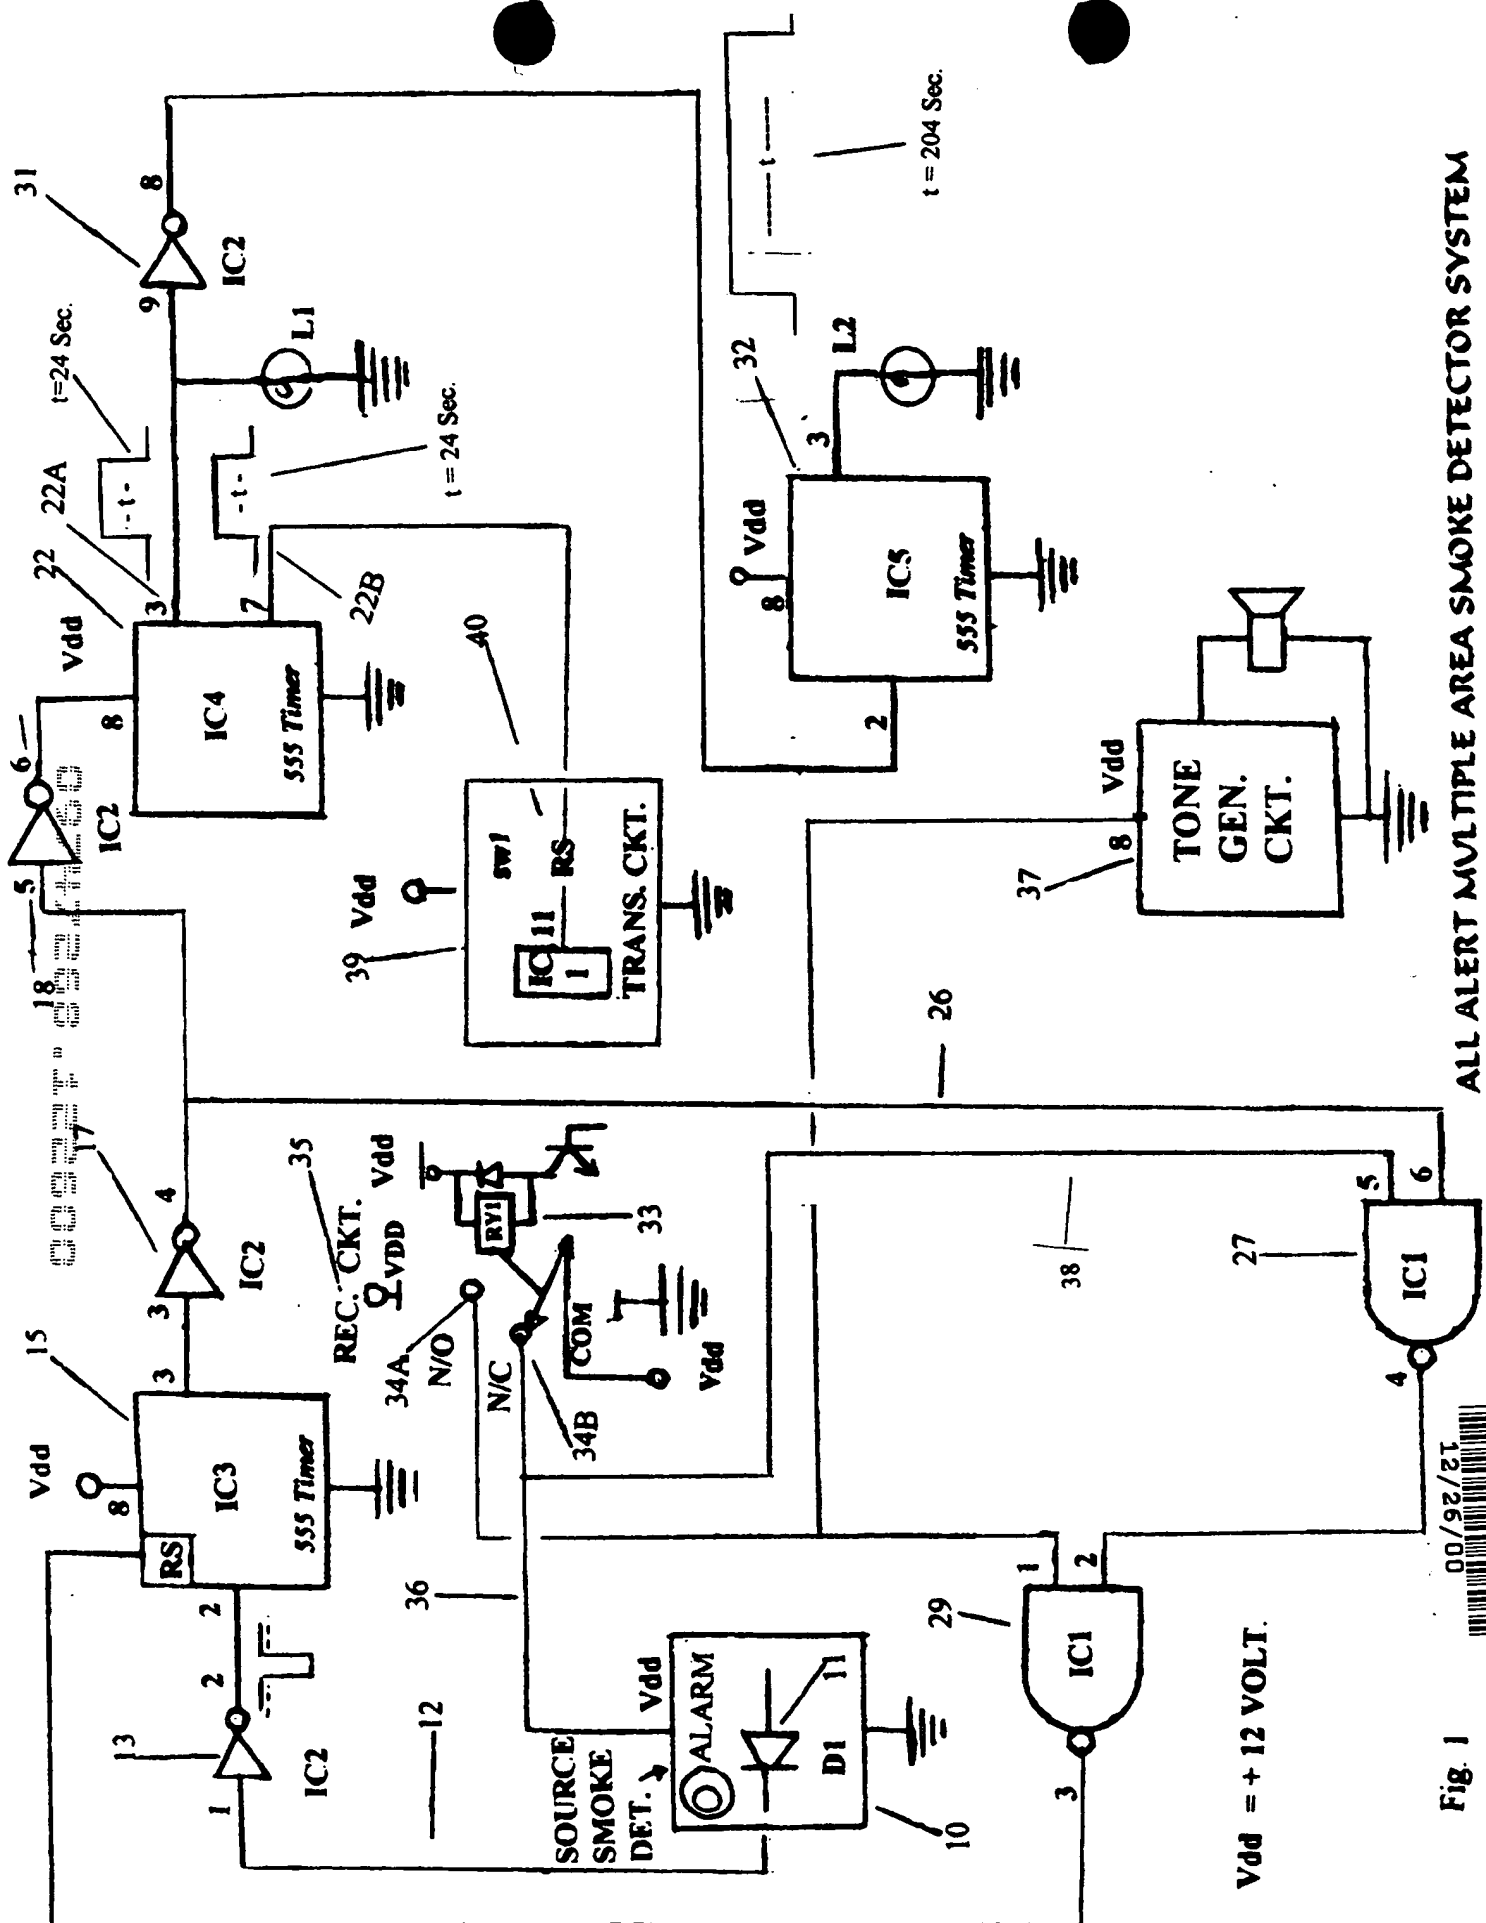 31
8
9
IC2
L1
t=24 Sec.
- t -
22A
22
3
- t -
t = 24 Sec.
7
22B
Vdd
8
IC4
555 Timer
6
5
IC2
18
t
t = 204 Sec.
32
L2
3
Vdd
8
IC5
555 Timer
2
40
sw1
RS
Vdd
39
IC 11
1
TRANS. CKT.
Vdd
8
37
TONE
GEN.
CKT.
26
17
4
3
IC2
15
3
Vdd
8
RS
IC3
555 Timer
2
35
REC. CKT.
VDD
Vdd
RY1
33
34A
N/O
N/C
34B
COM
Vdd
38
5
6
27
IC1
4
36
1
2
29
IC1
3
13
2
1
IC2
12
SOURCE
SMOKE
DET.
Vdd
ALARM
11
D1
10
Vdd = + 12 VOLT.
Fig. 1
12/26/00
ALL ALERT MULTIPLE AREA SMOKE DETECTOR SYSTEM